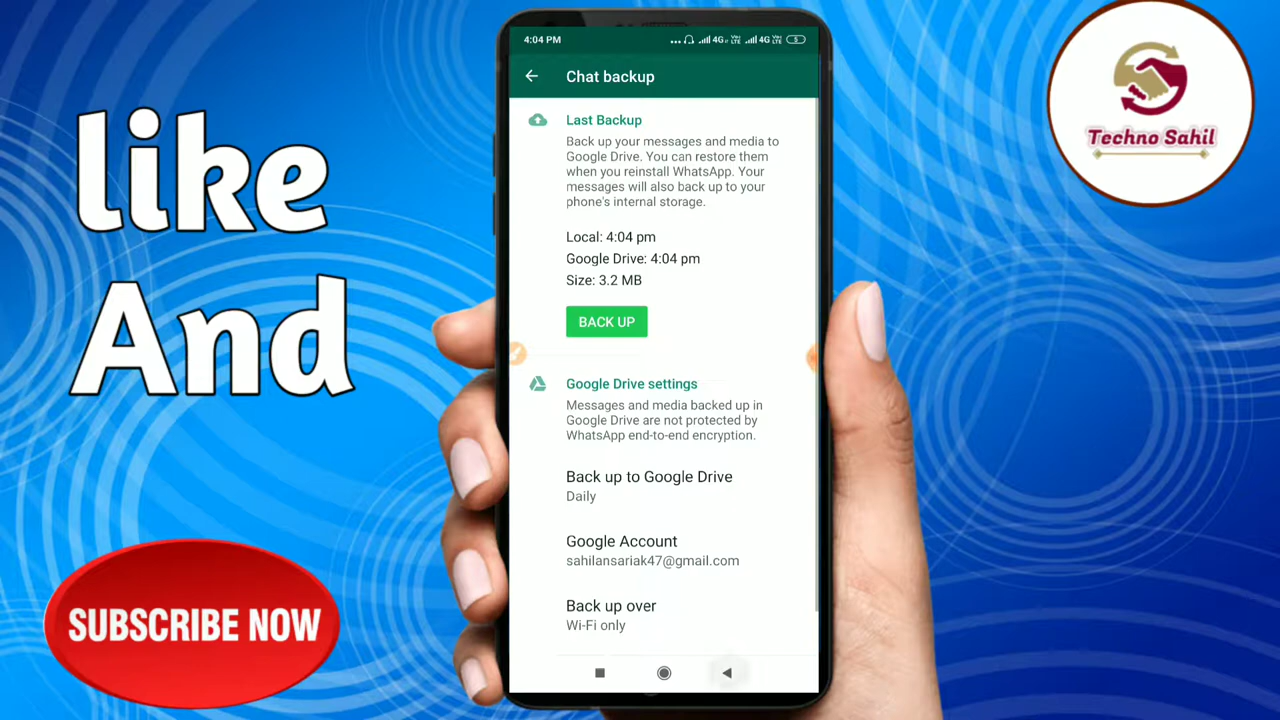 like
And
SUBSCRIBE NOW
4:04 PM
4G
4G
5
Chat backup
Last Backup
Back up your messages and media to
Google Drive. You can restore them
when you reinstall WhatsApp. Your
messages will also back up to your
phone's internal storage.
Local: 4:04 pm
Google Drive: 4:04 pm
Size: 3.2 MB
BACK UP
Google Drive settings
Messages and media backed up in
Google Drive are not protected by
WhatsApp end-to-end encryption.
Back up to Google Drive
Daily
Google Account
sahilansariak47@gmail.com
Back up over
Wi-Fi only
Techno Sahil